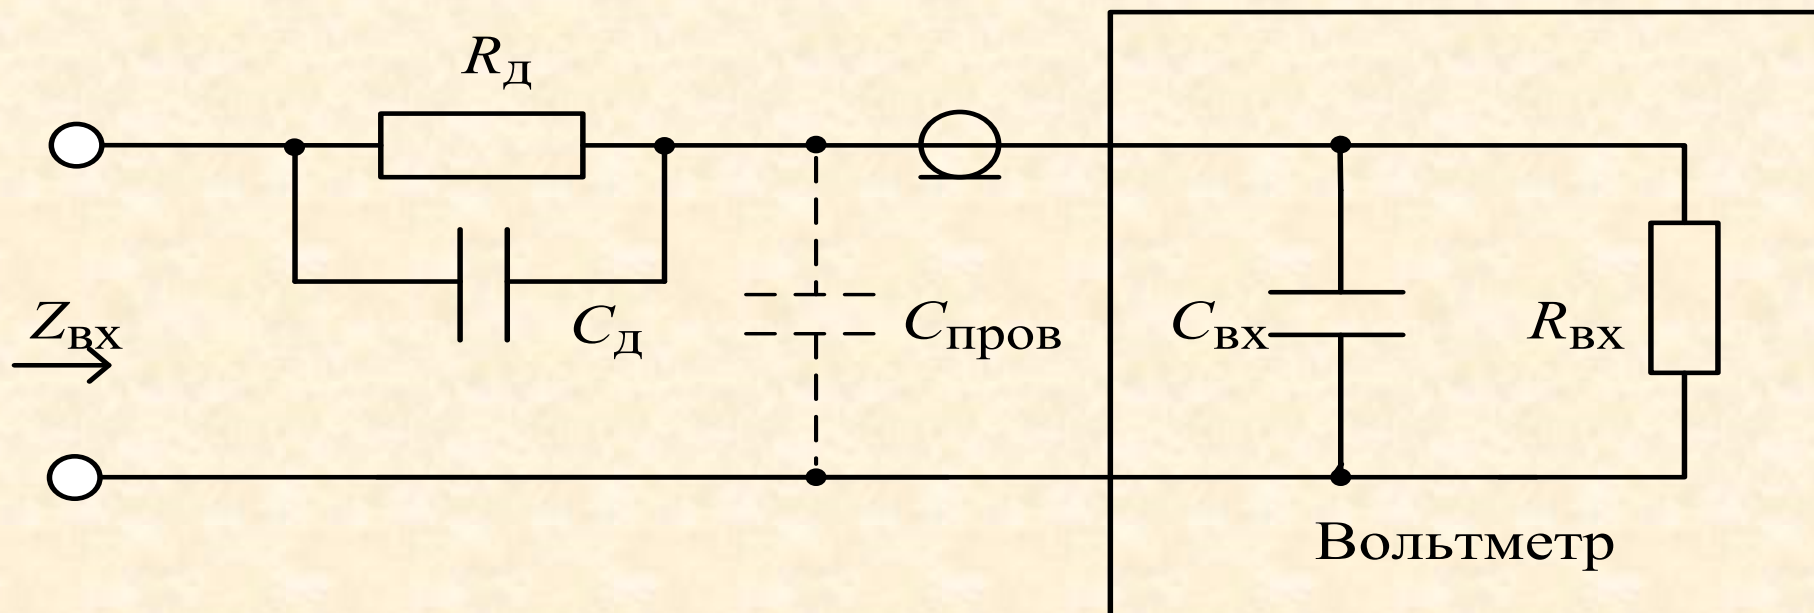 Rд
Zвх
Cд
Cпров
Cвх
Rвх
Вольтметр